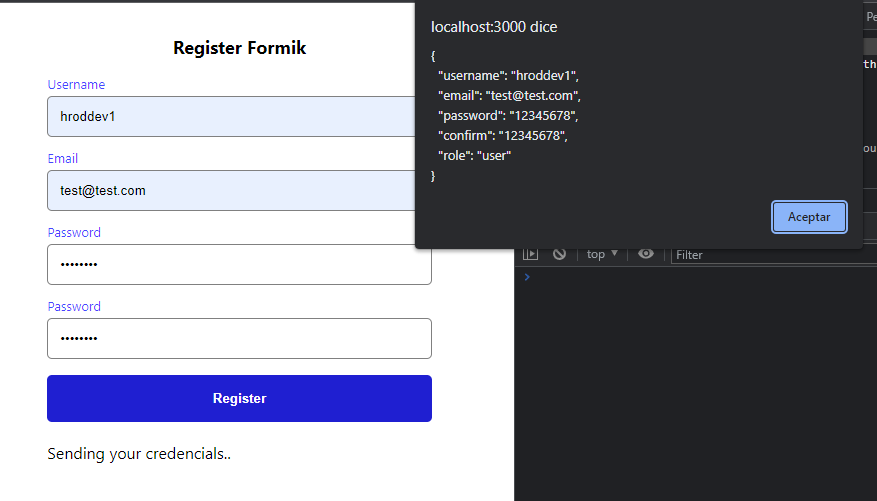 Register Formik
Username
hroddev1
Email
test@test.com
Password
••••••••
Password
••••••••
Register
Sending your credencials..
localhost:3000 dice
{
"username": "hroddev1",
"email": "test@test.com",
"password": "12345678",
"confirm": "12345678",
"role": "user"
}
Aceptar
Pe
th
ou
top
Filter